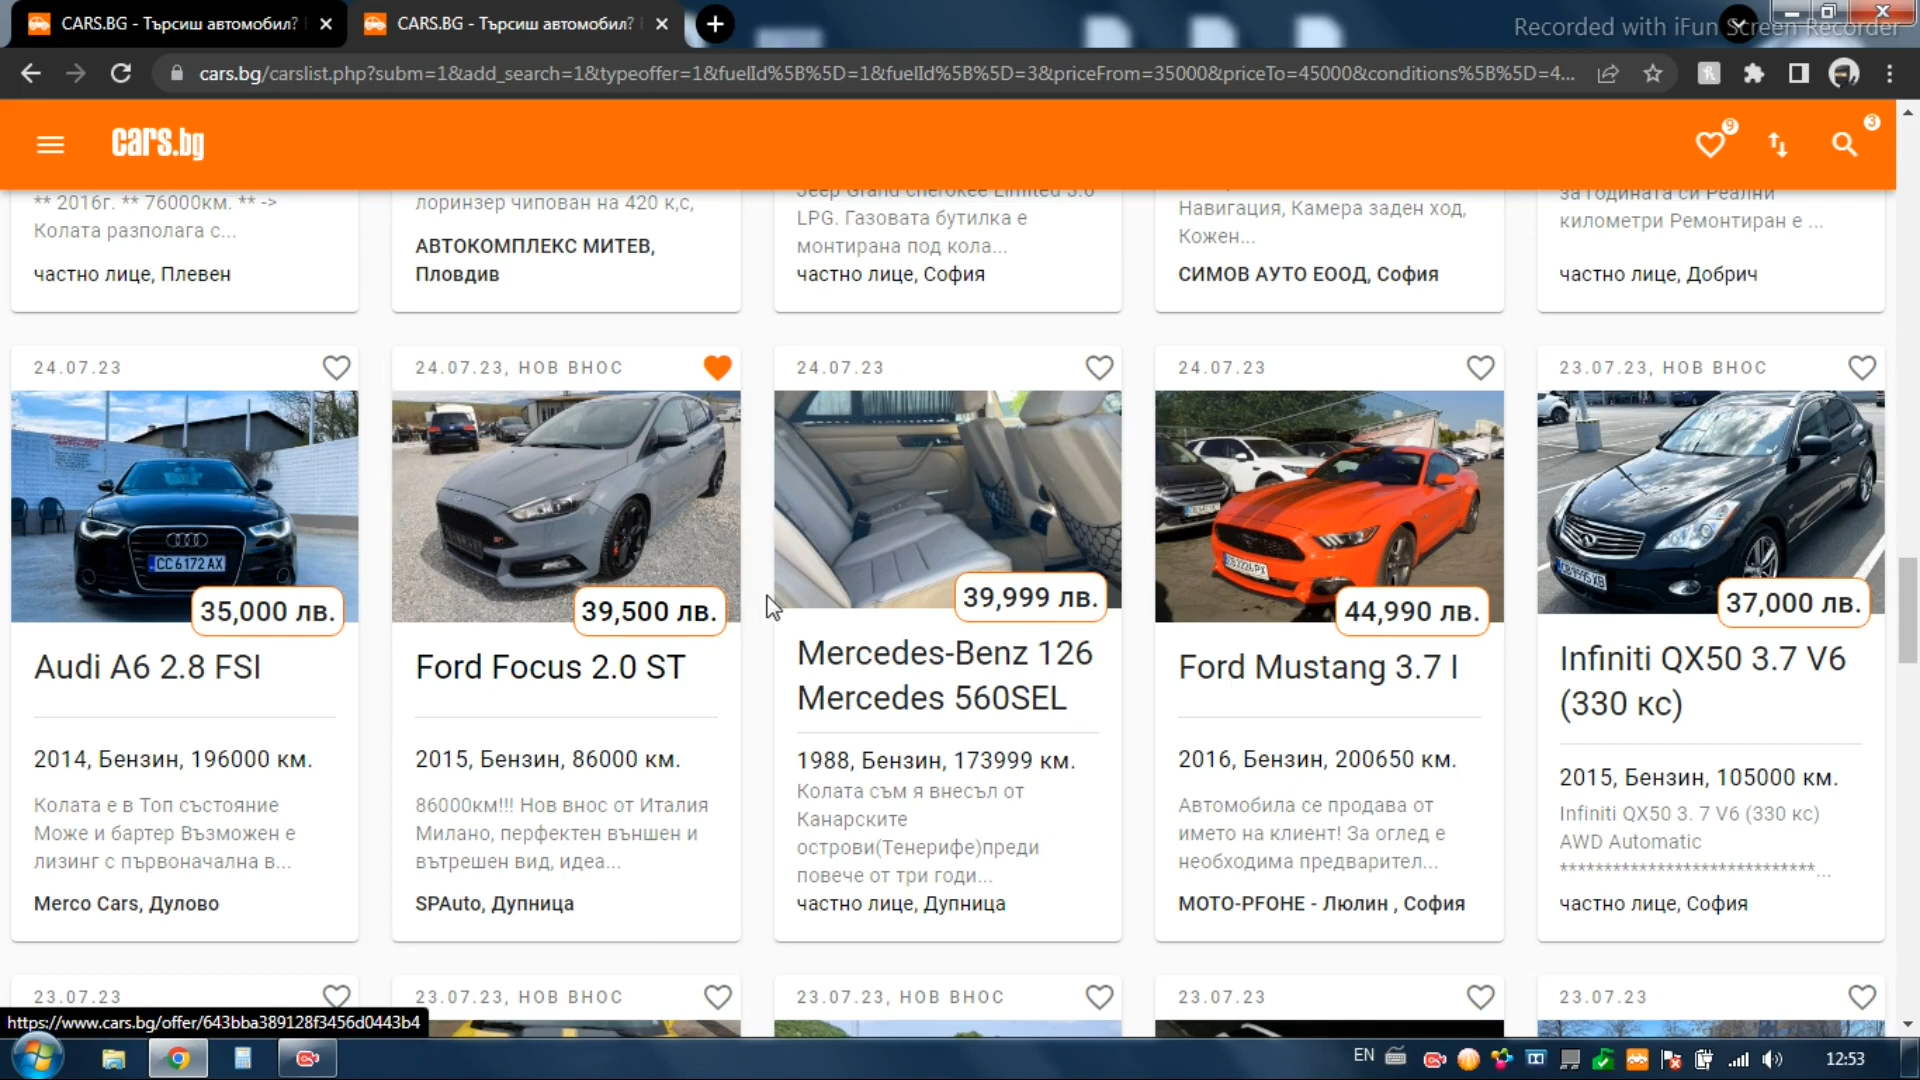 CARS.BG - Търсиш автомобил?
CARS.BG - Търсиш автомобил?
Recorded with iFun Screen Recorder
cars.bg/carslist.php?subm=1&add_search=1&typeoffer=1&fuelId%5B%5D=1&fuelId%5B%5D=3&priceFrom=35000&priceTo=45000&conditions%5B%5D=4...
cars.bg
9
3
** 2016г. ** 76000км. ** ->
Колата разполага с...
частно лице, Плевен
лоринзер чипован на 420 к,с,
АВТОКОМПЛЕКС МИТЕВ,
Пловдив
Jeep Grand cherokee Limited 3.6
LPG. Газовата бутилка е
монтирана под кола...
частно лице, София
Навигация, Камера заден ход,
Кожен...
СИМОВ АУТО ЕООД, София
за годината си Реални
километри Ремонтиран е ...
частно лице, Добрич
24.07.23
CC6172AX
35,000 лв.
Audi A6 2.8 FSI
2014, Бензин, 196000 км.
Колата е в Топ състояние
Може и бартер Възможен е
лизинг с първоначална в...
Merco Cars, Дулово
24.07.23, НОВ ВНОС
39,500 лв.
Ford Focus 2.0 ST
2015, Бензин, 86000 км.
86000км!!! Нов внос от Италия
Милано, перфектен външен и
вътрешен вид, идеа...
SPAuto, Дупница
24.07.23
39,999 лв.
Mercedes-Benz 126
Mercedes 560SEL
1988, Бензин, 173999 км.
Колата съм я внесъл от
Канарските
острови(Тенерифе)преди
повече от три годи...
частно лице, Дупница
24.07.23
44,990 лв.
Ford Mustang 3.7 I
2016, Бензин, 200650 км.
Автомобила се продава от
името на клиент! За оглед е
необходима предварител...
МОТО-PFOHE - Люлин , София
23.07.23, НОВ ВНОС
37,000 лв.
Infiniti QX50 3.7 V6
(330 кс)
2015, Бензин, 105000 км.
Infiniti QX50 3. 7 V6 (330 кс)
AWD Automatic
*****************************...
частно лице, София
23.07.23
23.07.23, НОВ ВНОС
23.07.23, НОВ ВНОС
23.07.23
23.07.23
https://www.cars.bg/offer/643bba389128f3456d0443b4
EN
12:53